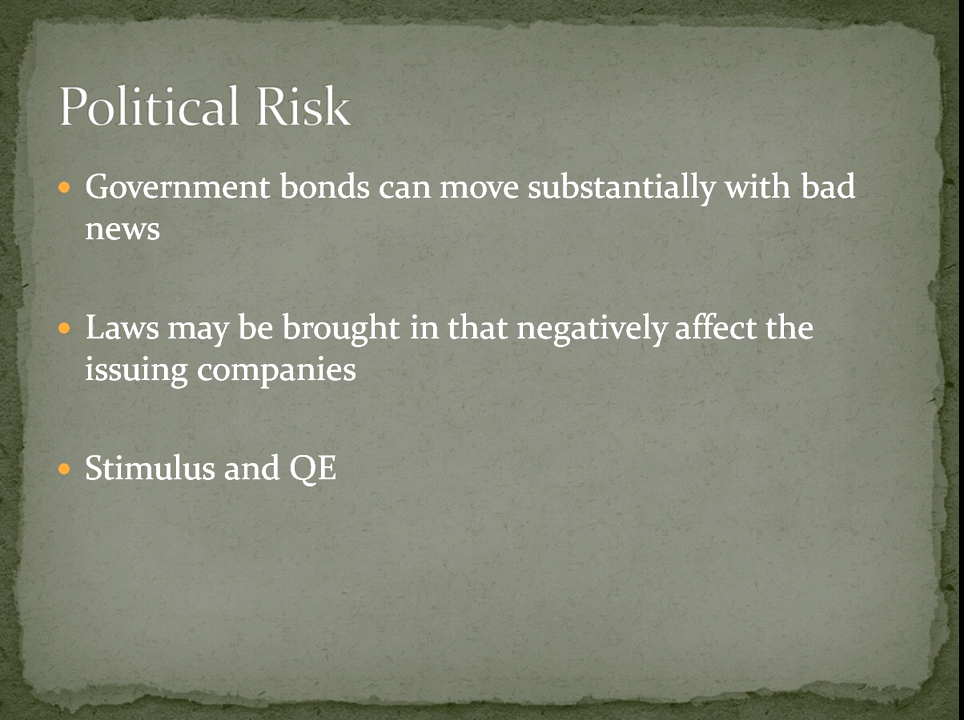 Political Risk
• Government bonds can move substantially with bad
news
• Laws may be brought in that negatively affect the
issuing companies
• Stimulus and QE